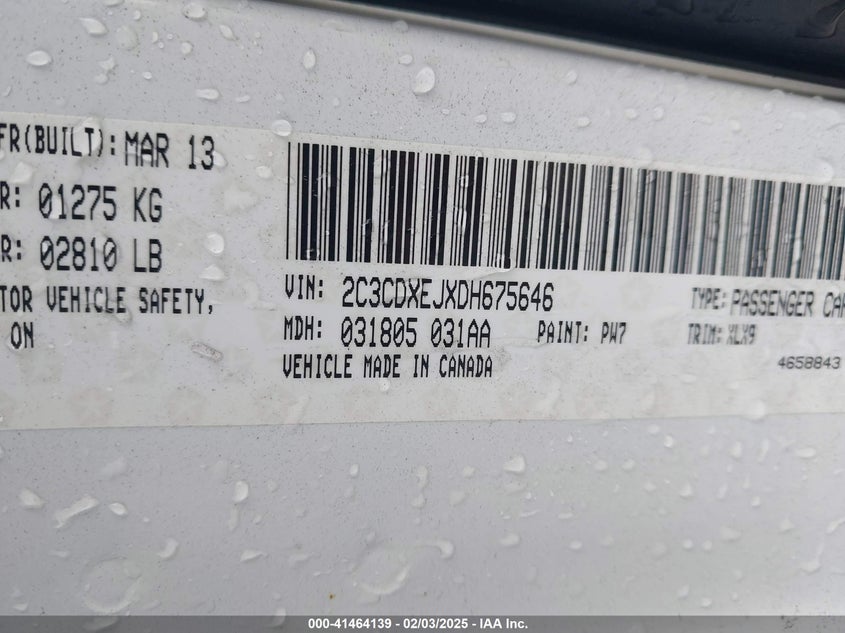 FR(BUILT): MAR 13
R: 01275 KG
R: 02810 LB
TOR VEHICLE SAFETY,
ON
VIN: 2C3CDXEJXDH675646 TYPE: PASSENGER CAR
MDH: 031805 031AA PAINT: PW7 TRIM: XLX9
VEHICLE MADE IN CANADA 4658843
000-41464139 - 02/03/2025 - IAA Inc.